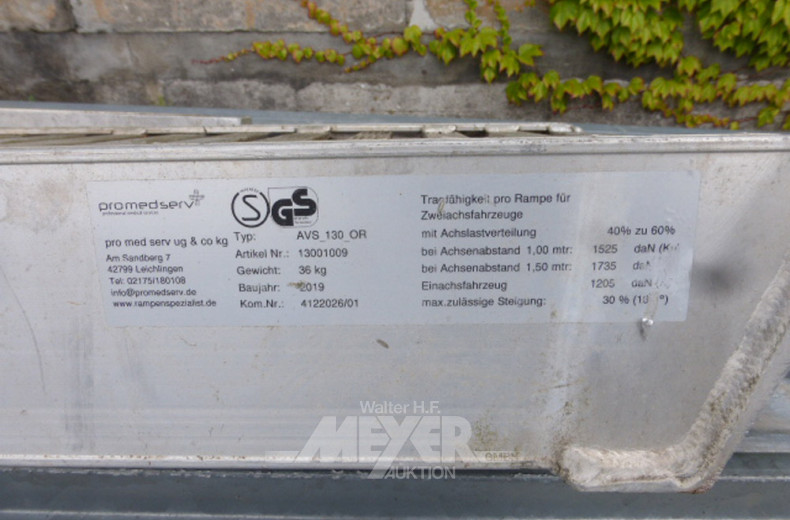 promedserv
pro med serv ug & co kg
Am Sandberg 7
42799 Leichlingen
Tel: 02175/180108
info@promedserv.de
www.rampenspezialist.de
S GS
Typ: AVS_130_OR
Artikel Nr.: 13001009
Gewicht: 36 kg
Baujahr: 2019
Kom.Nr.: 4122026/01
Tragfähigkeit pro Rampe für
Zweiachsfahrzeuge
mit Achslastverteilung 40% zu 60%
bei Achsenabstand 1,00 mtr: 1525 daN
bei Achsenabstand 1,50 mtr: 1735 daN
Einachsfahrzeug 1205 daN
max.zulässige Steigung: 30 %
Walter H.F.
MEYER
AUKTION